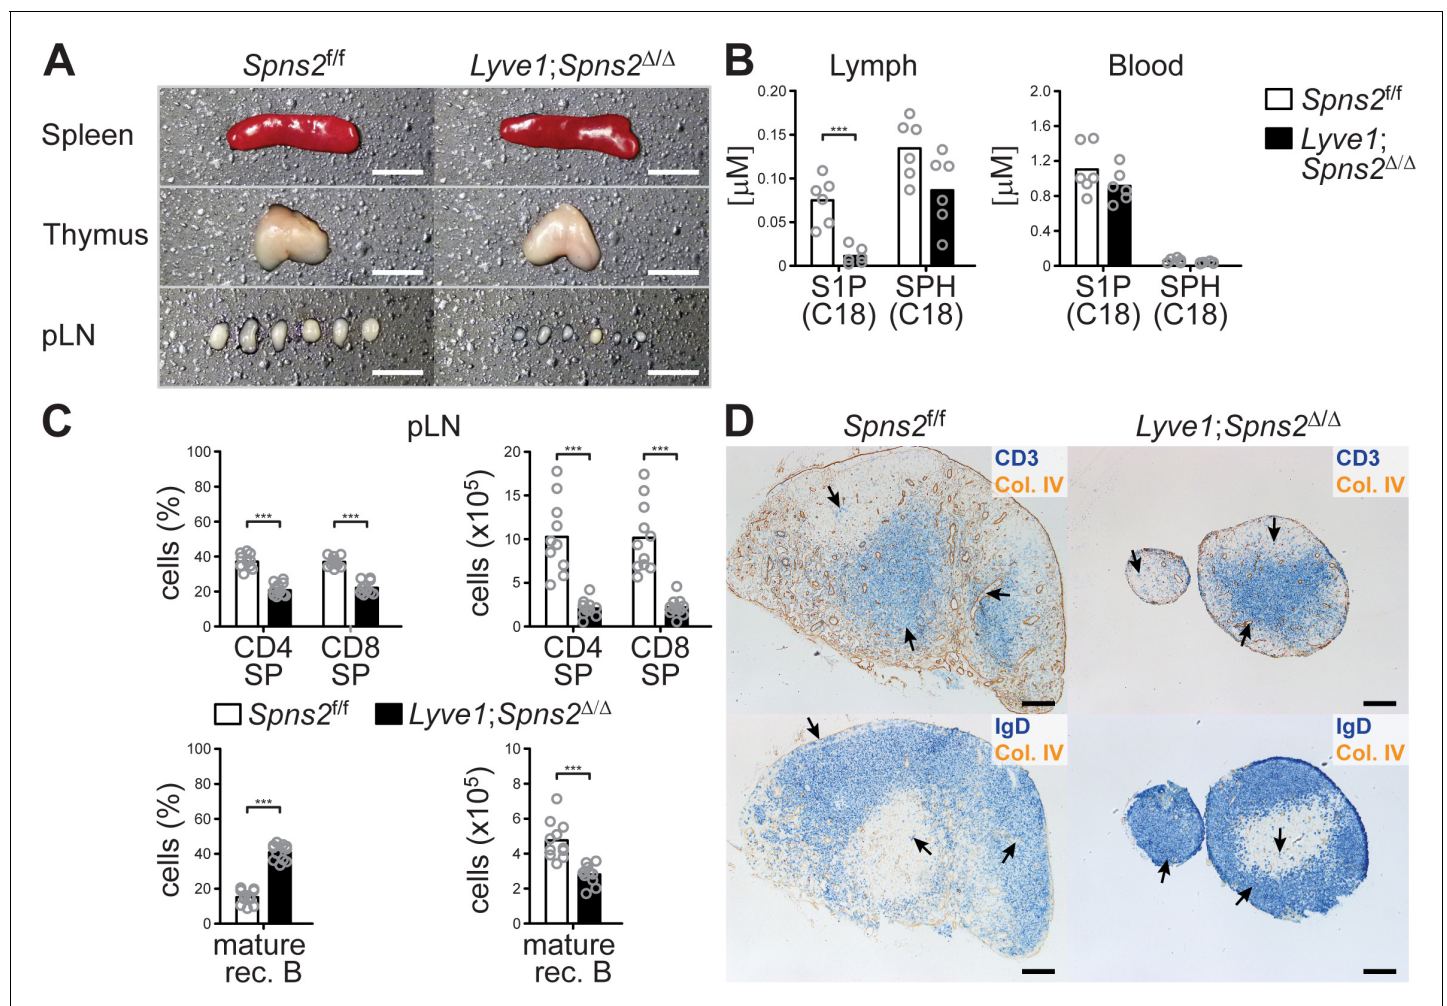 A
Spns2f/f
Lyve1;Spns2Δ/Δ
Spleen
Thymus
pLN
B
Lymph
Blood
[μM]
0.20
0.15
0.10
0.05
0
***
S1P
(C18)
SPH
(C18)
[μM]
2.0
1.6
1.2
0.8
0.4
0
S1P
(C18)
SPH
(C18)
Spns2f/f
Lyve1;
Spns2Δ/Δ
C
pLN
cells (%)
100
80
60
40
20
0
***
***
CD4
SP
CD8
SP
cells (x10⁵)
20
15
10
5
0
***
***
CD4
SP
CD8
SP
Spns2f/f
Lyve1;Spns2Δ/Δ
cells (%)
100
80
60
40
20
0
***
mature
rec. B
cells (x10⁵)
10
8
6
4
2
0
***
mature
rec. B
D
Spns2f/f
Lyve1;Spns2Δ/Δ
CD3
Col. IV
CD3
Col. IV
IgD
Col. IV
IgD
Col. IV